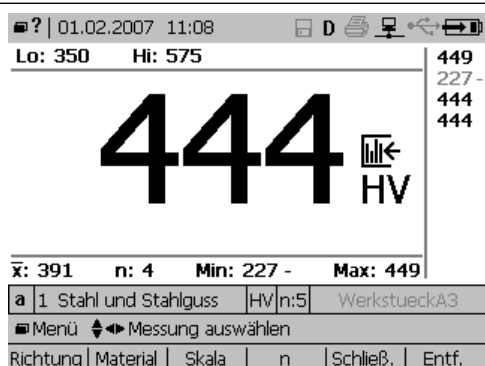 ? | 01.02.2007 11:08 D
Lo: 350 Hi: 575
449
227 -
444
444
444
HV
x̅: 391 n: 4 Min: 227 - Max: 449
a 1 Stahl und Stahlguss HV n:5 WerkstueckA3
Menü Messung auswählen
Richtung | Material | Skala | n | Schließ. | Entf.